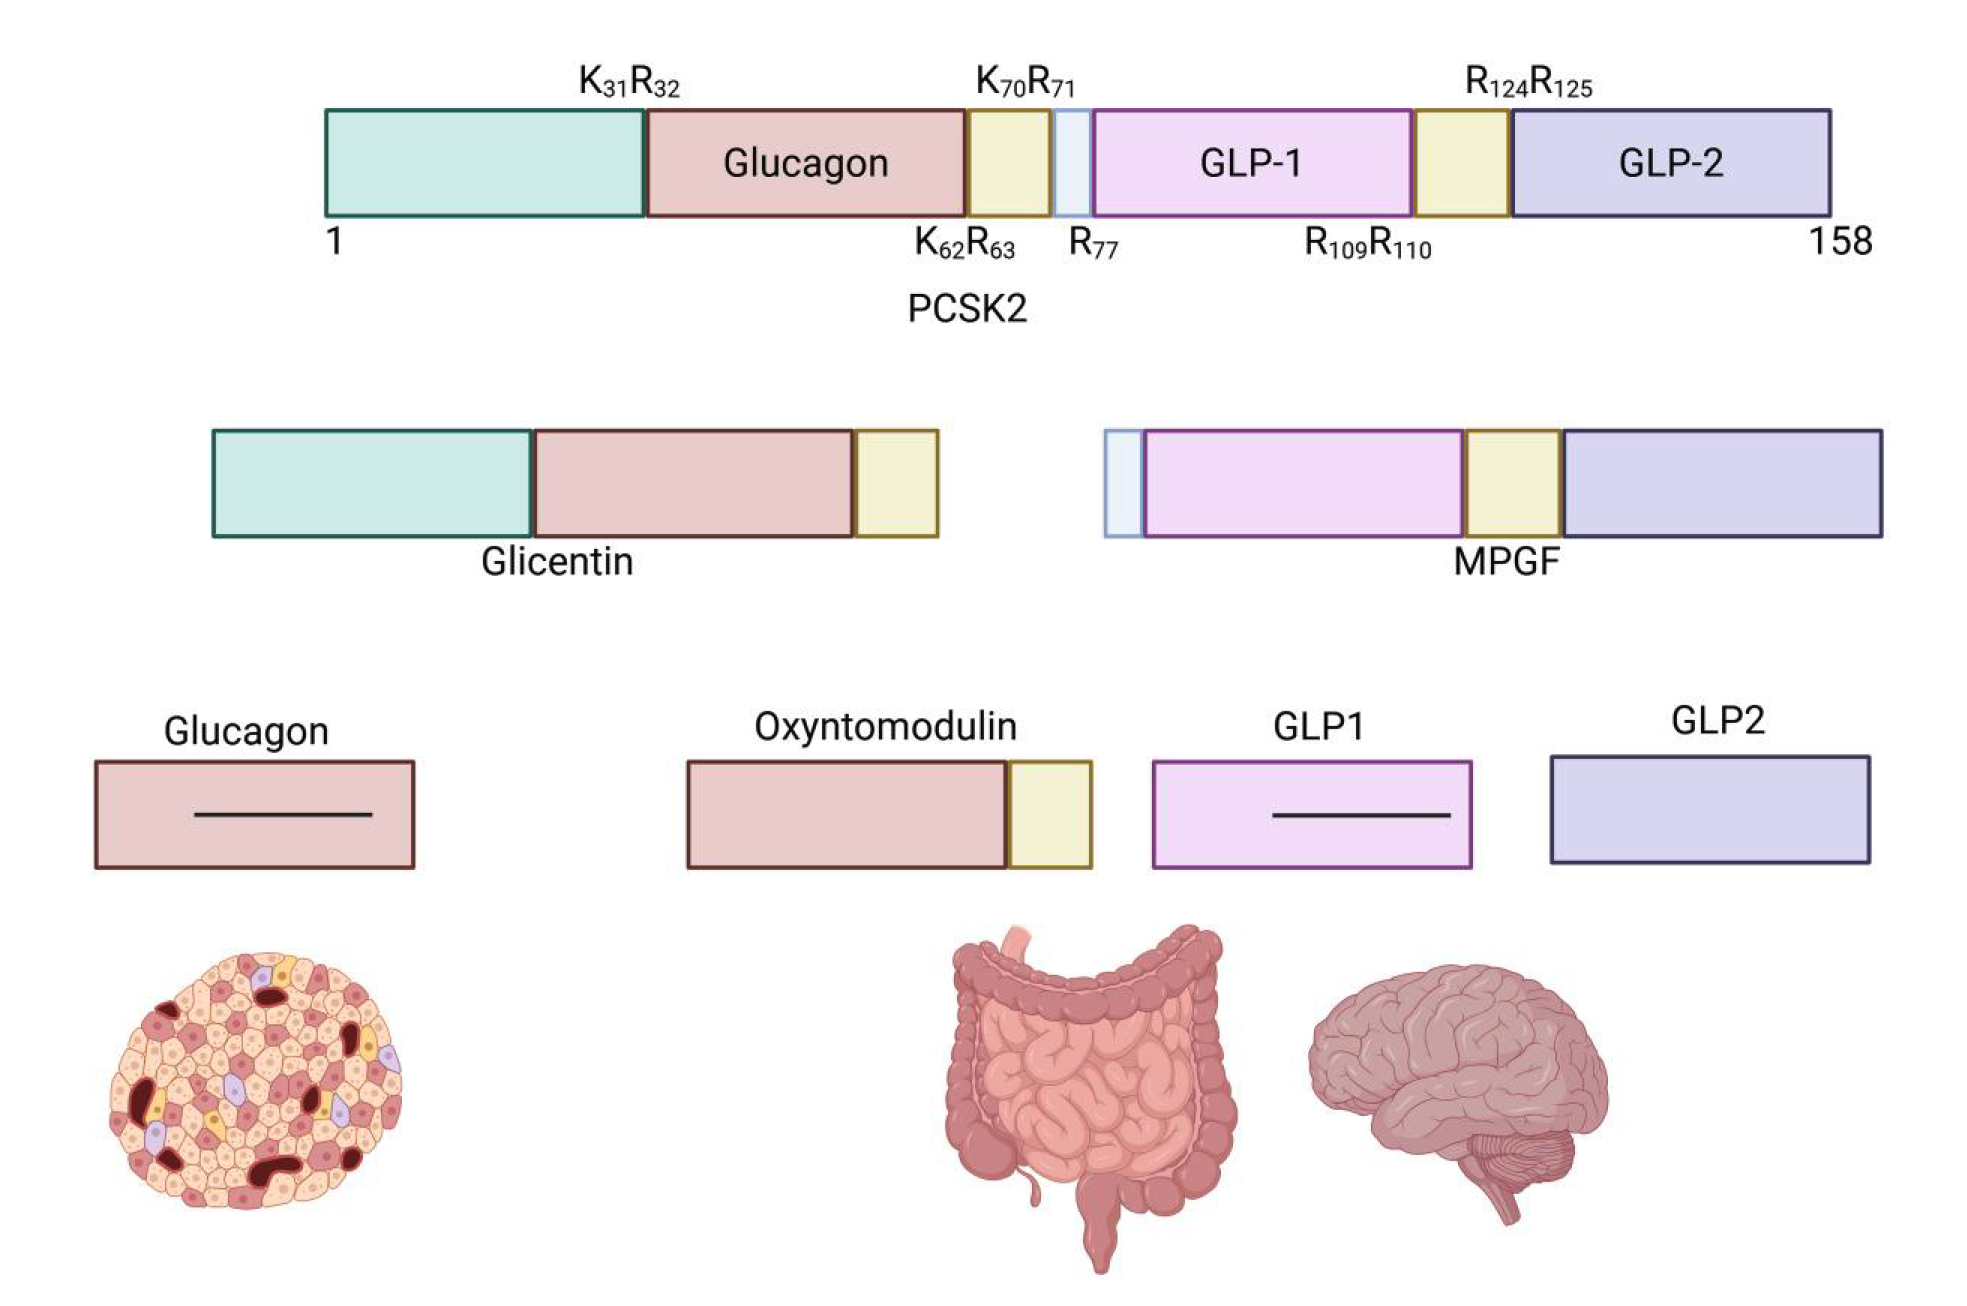 K₃₁R₃₂ K₇₀R₇₁ R₁₂₄R₁₂₅
Glucagon GLP-1 GLP-2
1 K₆₂R₆₃ R₇₇ R₁₀₉R₁₁₀ 158
PCSK2
Glicentin MPGF
Glucagon Oxyntomodulin GLP1 GLP2